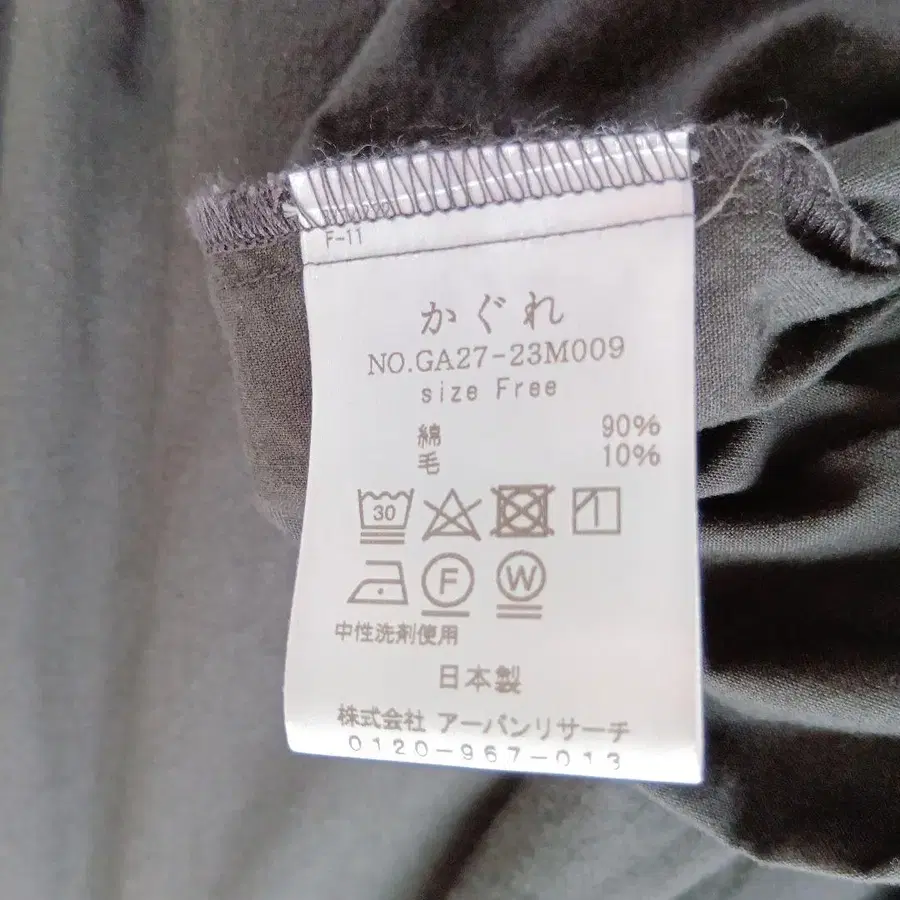 F-11
かぐれ
NO.GA27-23M009
size Free
綿 90%
毛 10%
30
F W
中性洗剤使用
日本製
株式会社 アーバンリサーチ
0120-967-013